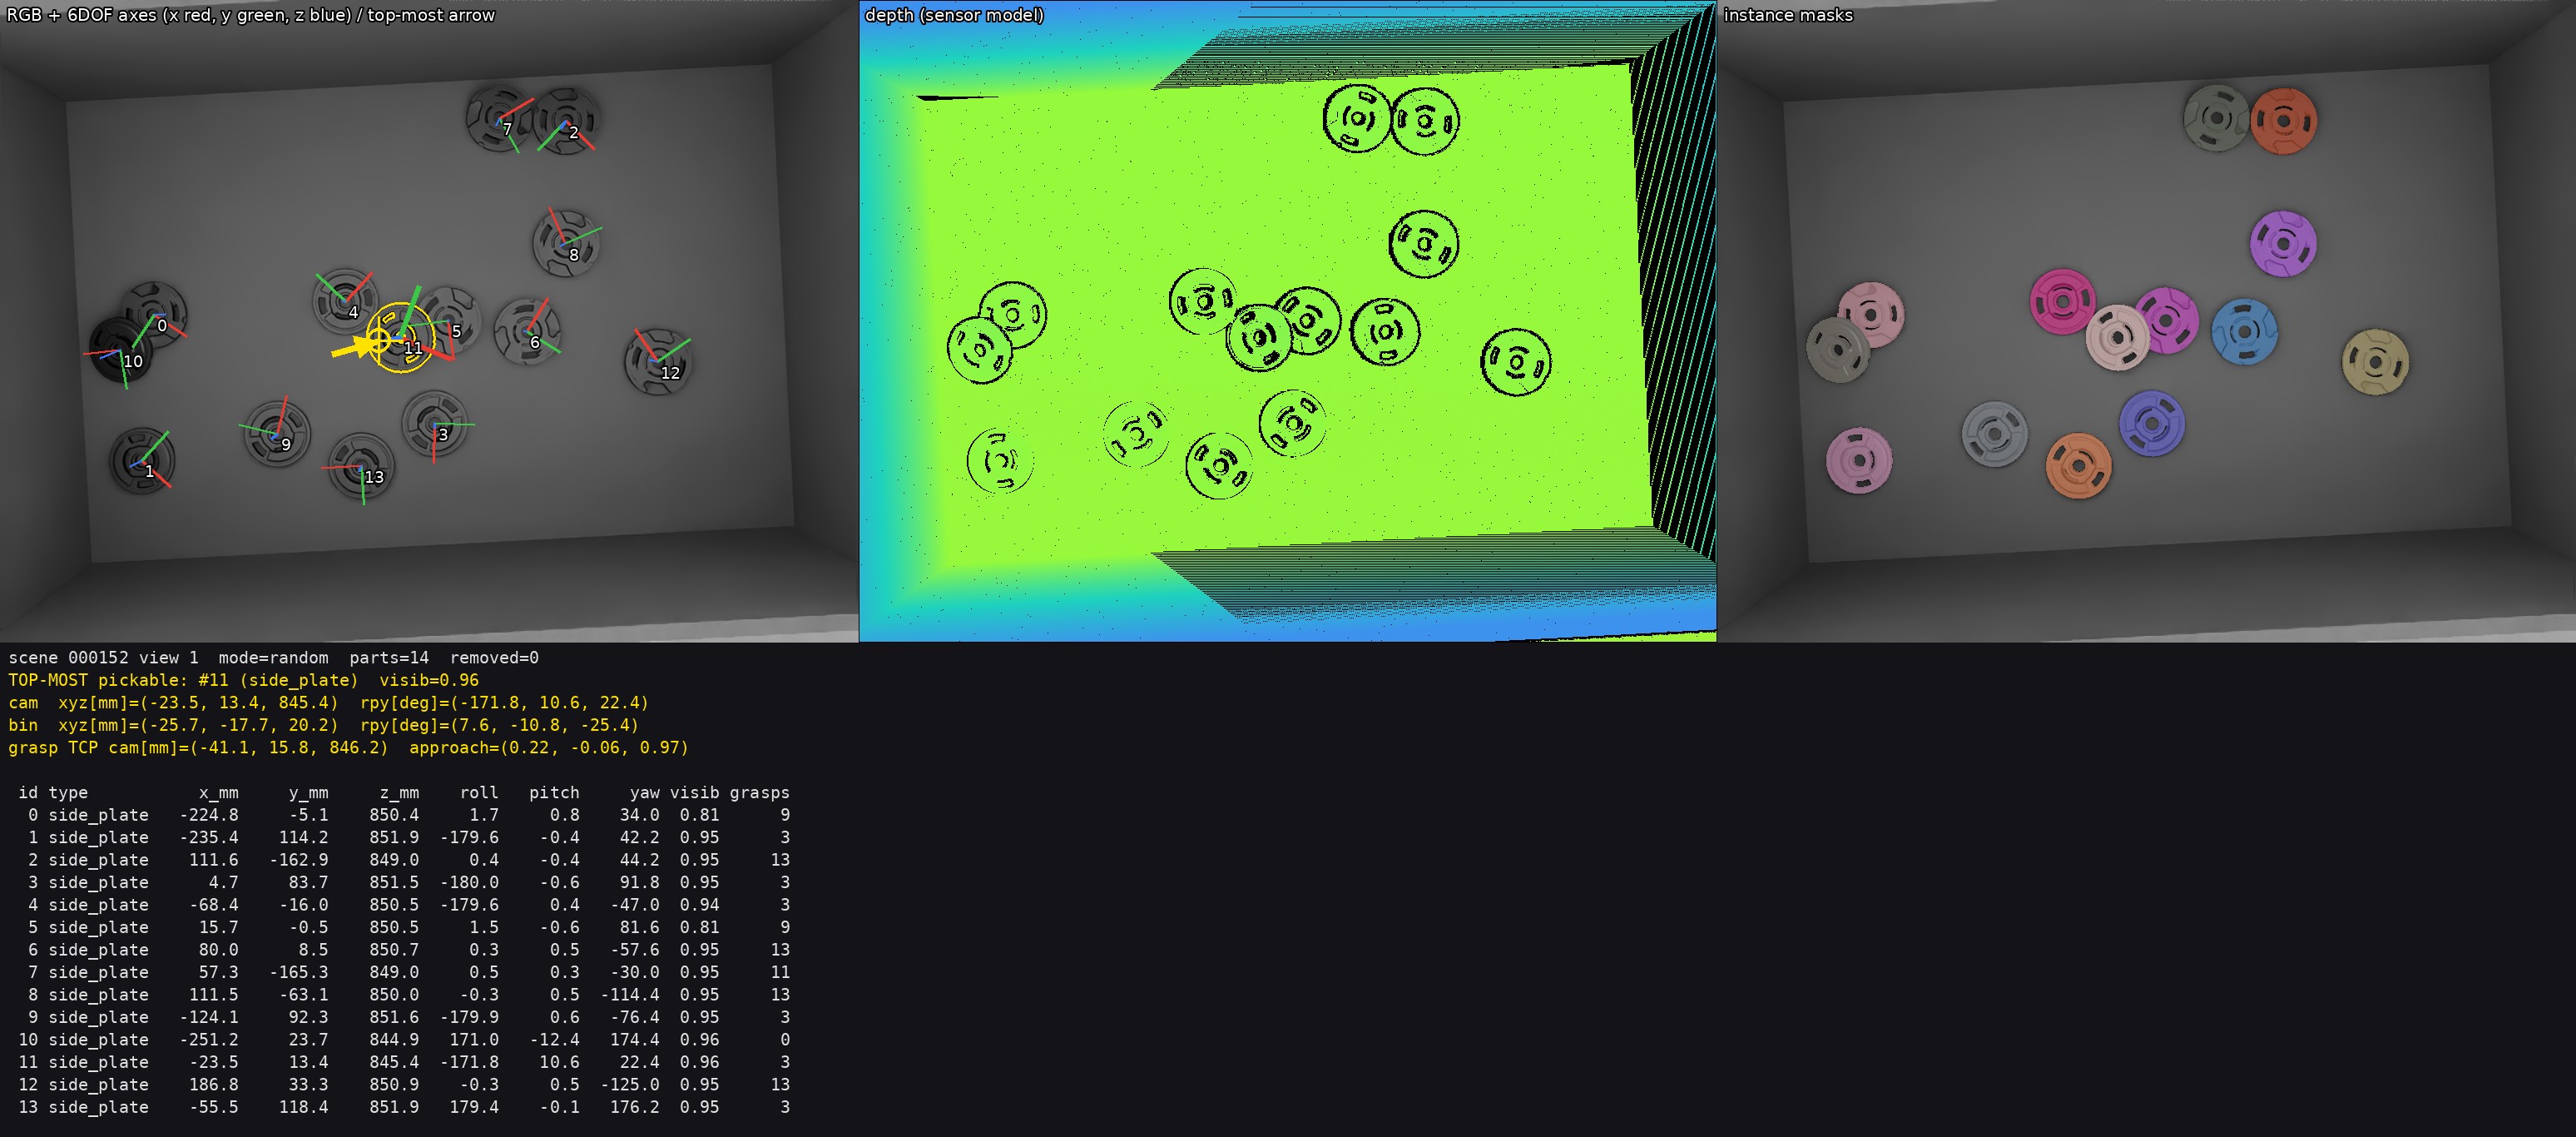 RGB + 6DOF axes (x red, y green, z blue) / top-most arrow
depth (sensor model)
instance masks
7
2
8
0
4
5
11
6
10
12
3
9
1
13
scene 000152 view 1 mode=random parts=14 removed=0
TOP-MOST pickable: #11 (side_plate) visib=0.96
cam xyz[mm]=(-23.5, 13.4, 845.4) rpy[deg]=(-171.8, 10.6, 22.4)
bin xyz[mm]=(-25.7, -17.7, 20.2) rpy[deg]=(7.6, -10.8, -25.4)
grasp TCP cam[mm]=(-41.1, 15.8, 846.2) approach=(0.22, -0.06, 0.97)
id type x_mm y_mm z_mm roll pitch yaw visib grasps
0 side_plate -224.8 -5.1 850.4 1.7 0.8 34.0 0.81 9
1 side_plate -235.4 114.2 851.9 -179.6 -0.4 42.2 0.95 3
2 side_plate 111.6 -162.9 849.0 0.4 -0.4 44.2 0.95 13
3 side_plate 4.7 83.7 851.5 -180.0 -0.6 91.8 0.95 3
4 side_plate -68.4 -16.0 850.5 -179.6 0.4 -47.0 0.94 3
5 side_plate 15.7 -0.5 850.5 1.5 -0.6 81.6 0.81 9
6 side_plate 80.0 8.5 850.7 0.3 0.5 -57.6 0.95 13
7 side_plate 57.3 -165.3 849.0 0.5 0.3 -30.0 0.95 11
8 side_plate 111.5 -63.1 850.0 -0.3 0.5 -114.4 0.95 13
9 side_plate -124.1 92.3 851.6 -179.9 0.6 -76.4 0.95 3
10 side_plate -251.2 23.7 844.9 171.0 -12.4 174.4 0.96 0
11 side_plate -23.5 13.4 845.4 -171.8 10.6 22.4 0.96 3
12 side_plate 186.8 33.3 850.9 -0.3 0.5 -125.0 0.95 13
13 side_plate -55.5 118.4 851.9 179.4 -0.1 176.2 0.95 3